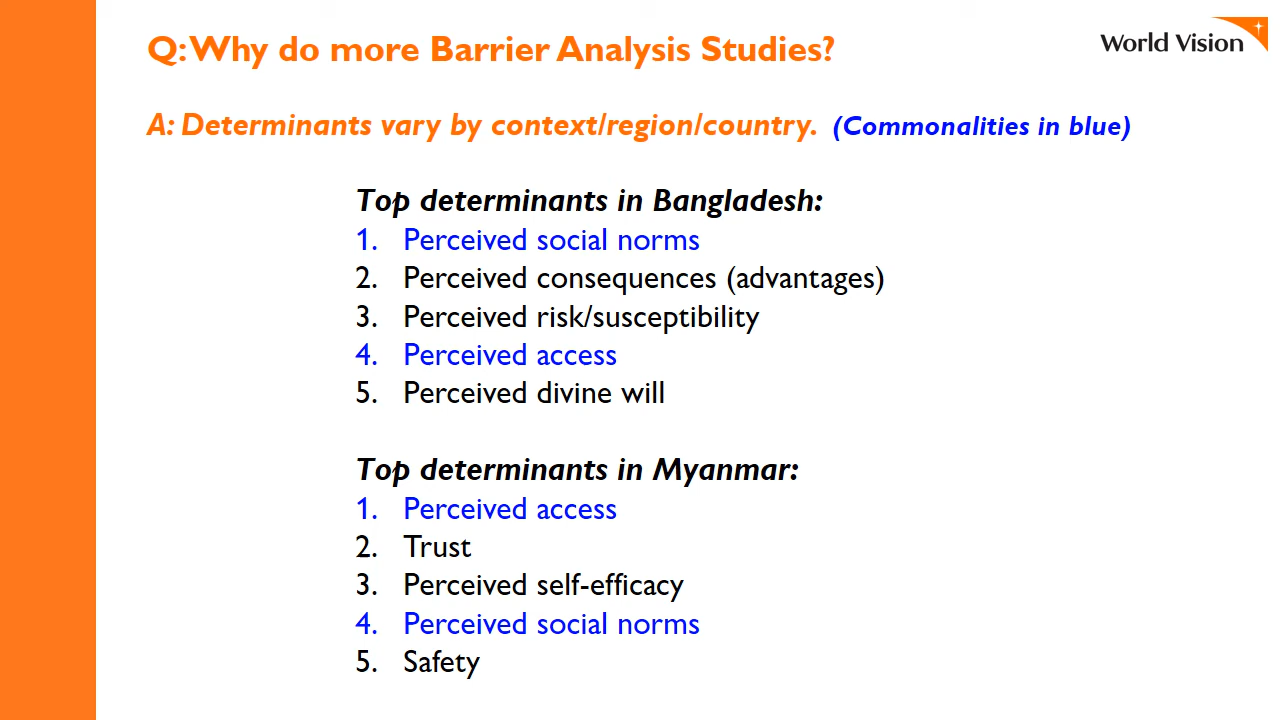 Q: Why do more Barrier Analysis Studies?
World Vision
A: Determinants vary by context/region/country. (Commonalities in blue)
Top determinants in Bangladesh:
1. Perceived social norms
2. Perceived consequences (advantages)
3. Perceived risk/susceptibility
4. Perceived access
5. Perceived divine will
Top determinants in Myanmar:
1. Perceived access
2. Trust
3. Perceived self-efficacy
4. Perceived social norms
5. Safety